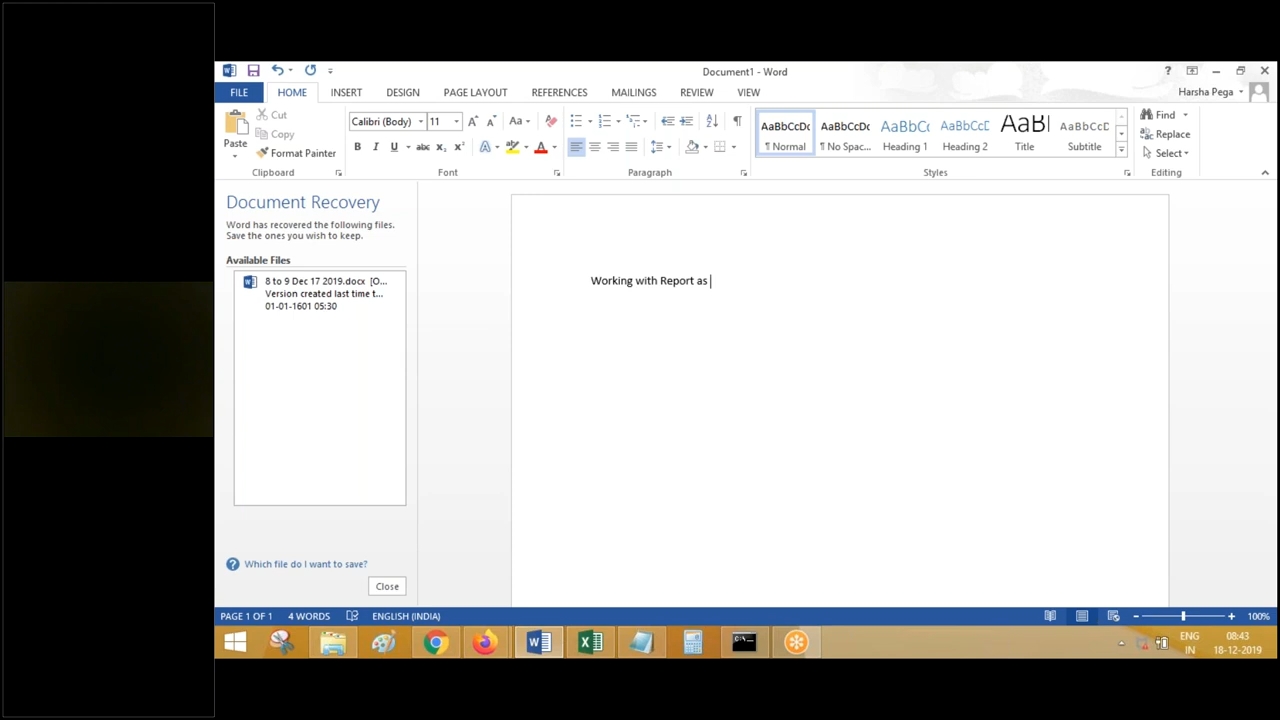 Document1 - Word
?
Harsha Pega
FILE HOME INSERT DESIGN PAGE LAYOUT REFERENCES MAILINGS REVIEW VIEW
Paste
Cut
Copy
Format Painter
Clipboard
Calibri (Body) 11
Font
Paragraph
AaBbCcDc AaBbCcDc AaBbCc AaBbCcD AaBl AaBbCcD
¶ Normal ¶ No Spac... Heading 1 Heading 2 Title Subtitle
Styles
Find
Replace
Select
Editing
Document Recovery
Word has recovered the following files.
Save the ones you wish to keep.
Available Files
8 to 9 Dec 17 2019.docx [O...
Version created last time t...
01-01-1601 05:30
Which file do I want to save?
Close
Working with Report as
PAGE 1 OF 1 4 WORDS ENGLISH (INDIA)
100%
ENG
IN
08:43
18-12-2019